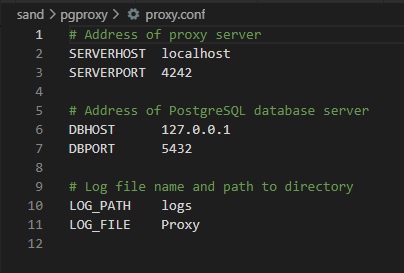 sand > pgproxy > proxy.conf
1 # Address of proxy server
2 SERVERHOST localhost
3 SERVERPORT 4242
4
5 # Address of PostgreSQL database server
6 DBHOST 127.0.0.1
7 DBPORT 5432
8
9 # Log file name and path to directory
10 LOG_PATH logs
11 LOG_FILE Proxy
12